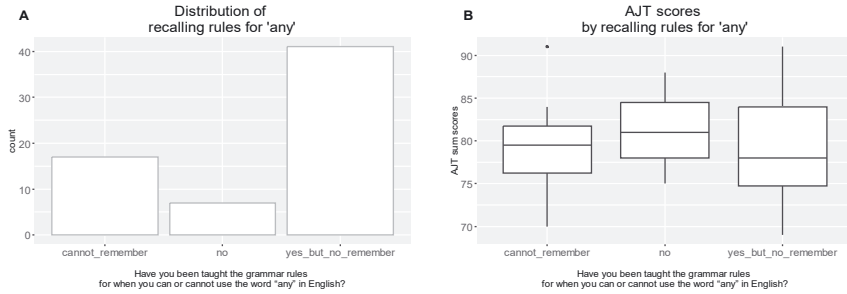 A
Distribution of
recalling rules for 'any'
count
40
30
20
10
0
cannot_remember no yes_but_no_remember
Have you been taught the grammar rules
for when you can or cannot use the word “any” in English?
B
AJT scores
by recalling rules for 'any'
AJT sum scores
90
85
80
75
70
cannot_remember no yes_but_no_remember
Have you been taught the grammar rules
for when you can or cannot use the word “any” in English?